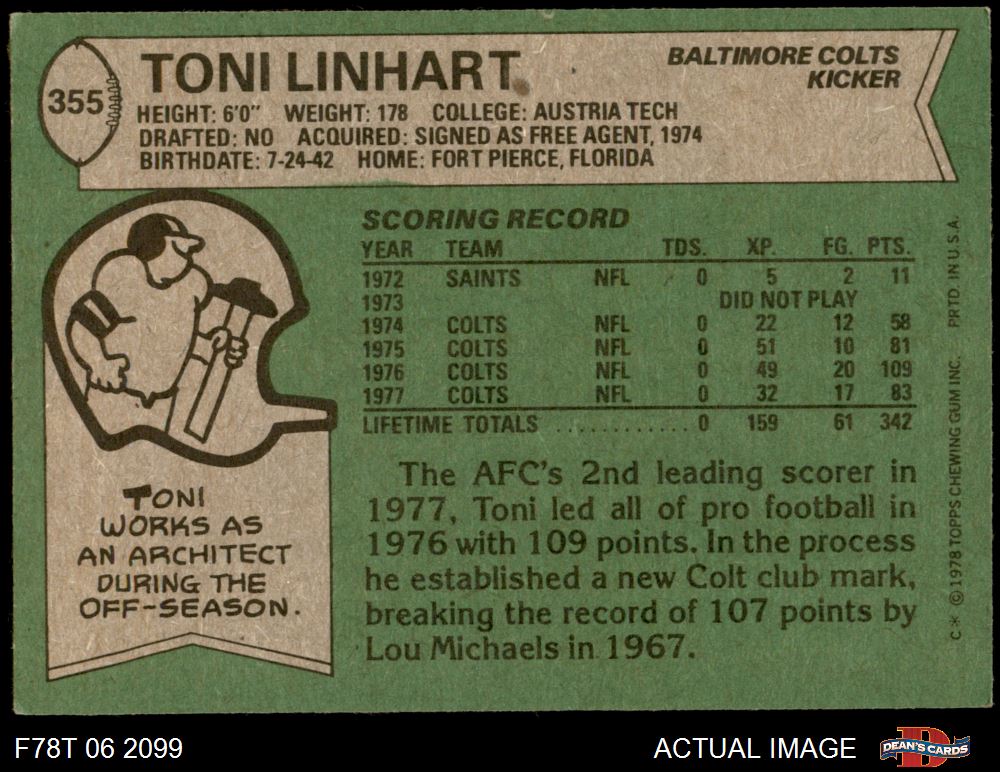 355
TONI LINHART
BALTIMORE COLTS
KICKER
HEIGHT: 6'0" WEIGHT: 178 COLLEGE: AUSTRIA TECH
DRAFTED: NO ACQUIRED: SIGNED AS FREE AGENT, 1974
BIRTHDATE: 7-24-42 HOME: FORT PIERCE, FLORIDA
SCORING RECORD
YEAR TEAM TDS. XP. FG. PTS.
1972 SAINTS NFL 0 5 2 11
1973 DID NOT PLAY
1974 COLTS NFL 0 22 12 58
1975 COLTS NFL 0 51 10 81
1976 COLTS NFL 0 49 20 109
1977 COLTS NFL 0 32 17 83
LIFETIME TOTALS ............ 0 159 61 342
TONI
WORKS AS
AN ARCHITECT
DURING THE
OFF-SEASON.
The AFC's 2nd leading scorer in
1977, Toni led all of pro football in
1976 with 109 points. In the process
he established a new Colt club mark,
breaking the record of 107 points by
Lou Michaels in 1967.
C * © 1978 TOPPS CHEWING GUM INC. PRTD. IN U.S.A.
F78T 06 2099
ACTUAL IMAGE
D
DEAN'S CARDS